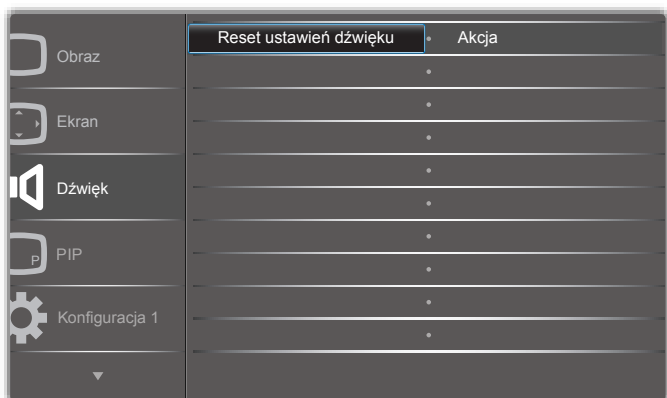 Obraz
Ekran
Dźwięk
P
PIP
Konfiguracja 1
Reset ustawień dźwięku
Akcja